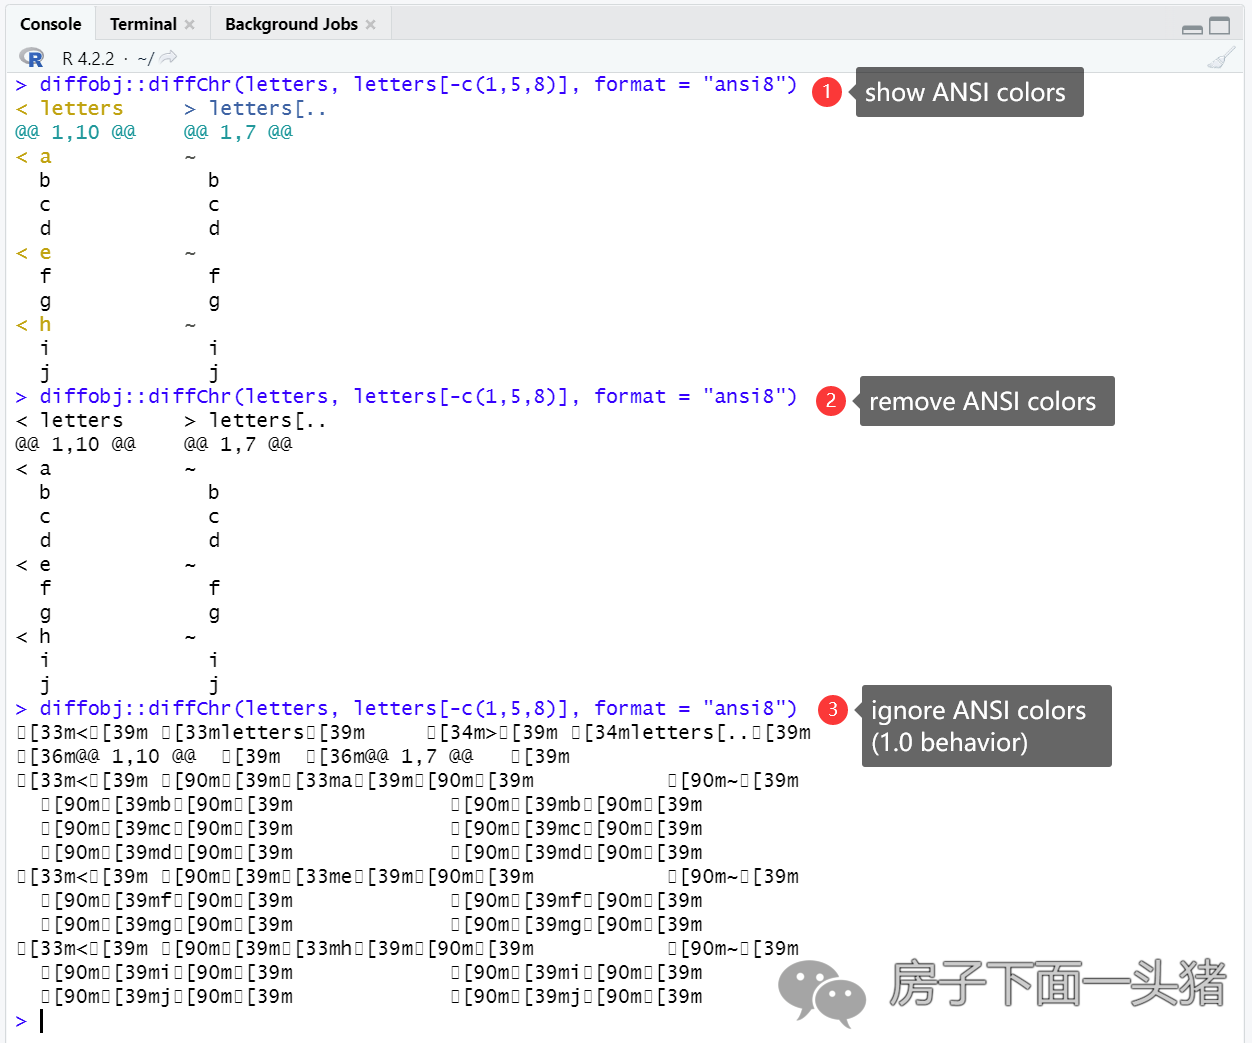 Console Terminal × Background Jobs ×
R R 4.2.2 · ~/
> diffobj::diffChr(letters, letters[-c(1,5,8)], format = "ansi8") 1 show ANSI colors
< letters     > letters[..
@@ 1,10 @@    @@ 1,7 @@
< a           ~
  b             b
  c             c
  d             d
< e           ~
  f             f
  g             g
< h           ~
  i             i
  j             j
> diffobj::diffChr(letters, letters[-c(1,5,8)], format = "ansi8") 2 remove ANSI colors
< letters     > letters[..
@@ 1,10 @@    @@ 1,7 @@
< a           ~
  b             b
  c             c
  d             d
< e           ~
  f             f
  g             g
< h           ~
  i             i
  j             j
> diffobj::diffChr(letters, letters[-c(1,5,8)], format = "ansi8") 3 ignore ANSI colors
(1.0 behavior)
▯[33m<▯[39m ▯[33mletters▯[39m       ▯[34m>▯[39m ▯[34mletters[..▯[39m
▯[36m@@ 1,10 @@  ▯[39m  ▯[36m@@ 1,7 @@   ▯[39m
▯[33m<▯[39m ▯[90m▯[39m▯[33ma▯[39m▯[90m▯[39m           ▯[90m~▯[39m
  ▯[90m▯[39mb▯[90m▯[39m             ▯[90m▯[39mb▯[90m▯[39m
  ▯[90m▯[39mc▯[90m▯[39m             ▯[90m▯[39mc▯[90m▯[39m
  ▯[90m▯[39md▯[90m▯[39m             ▯[90m▯[39md▯[90m▯[39m
▯[33m<▯[39m ▯[90m▯[39m▯[33me▯[39m▯[90m▯[39m           ▯[90m~▯[39m
  ▯[90m▯[39mf▯[90m▯[39m             ▯[90m▯[39mf▯[90m▯[39m
  ▯[90m▯[39mg▯[90m▯[39m             ▯[90m▯[39mg▯[90m▯[39m
▯[33m<▯[39m ▯[90m▯[39m▯[33mh▯[39m▯[90m▯[39m           ▯[90m~▯[39m
  ▯[90m▯[39mi▯[90m▯[39m             ▯[90m▯[39mi▯[90m▯[39m
  ▯[90m▯[39mj▯[90m▯[39m             ▯[90m▯[39mj▯[90m▯[39m
房子下面一头猪
>